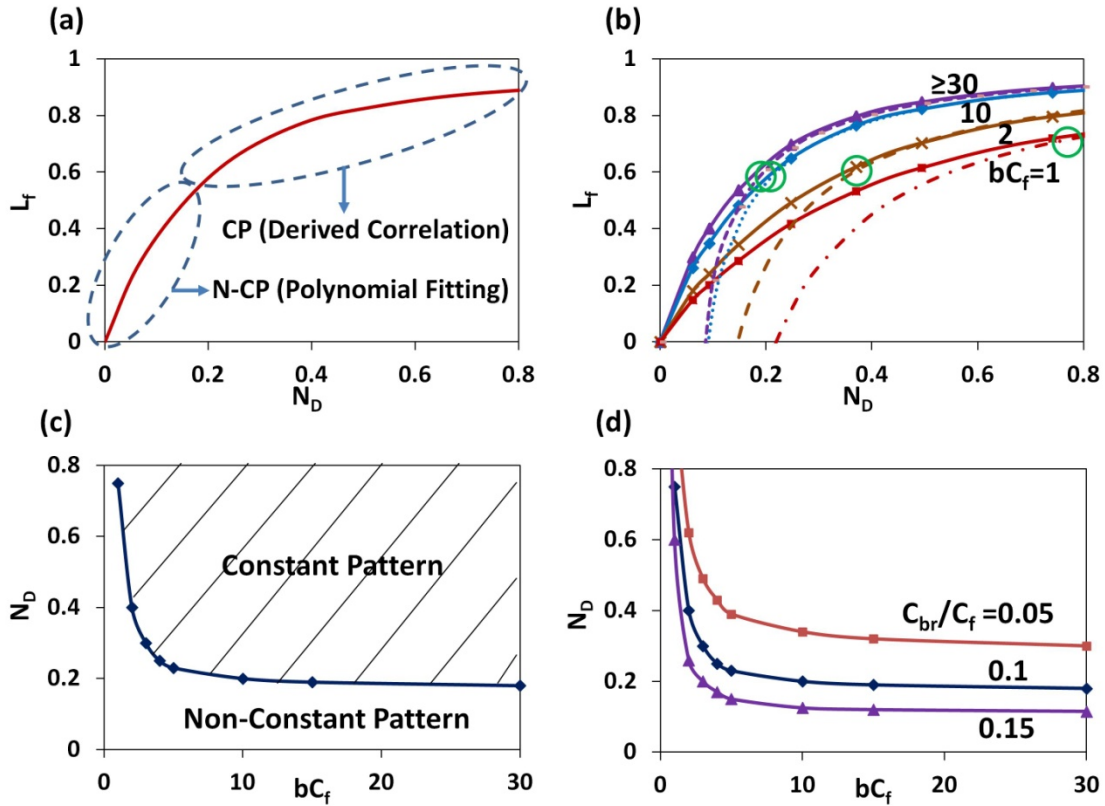 (a)
L_f
1
0.8
0.6
0.4
0.2
0
CP (Derived Correlation)
N-CP (Polynomial Fitting)
0 0.2 0.4 0.6 0.8
N_D
(b)
L_f
1
0.8
0.6
0.4
0.2
0
≥30
10
2
bC_f=1
0 0.2 0.4 0.6 0.8
N_D
(c)
N_D
0.8
0.6
0.4
0.2
0
Constant Pattern
Non-Constant Pattern
0 10 20 30
bC_f
(d)
N_D
0.8
0.6
0.4
0.2
0
C_br/C_f =0.05
0.1
0.15
0 10 20 30
bC_f